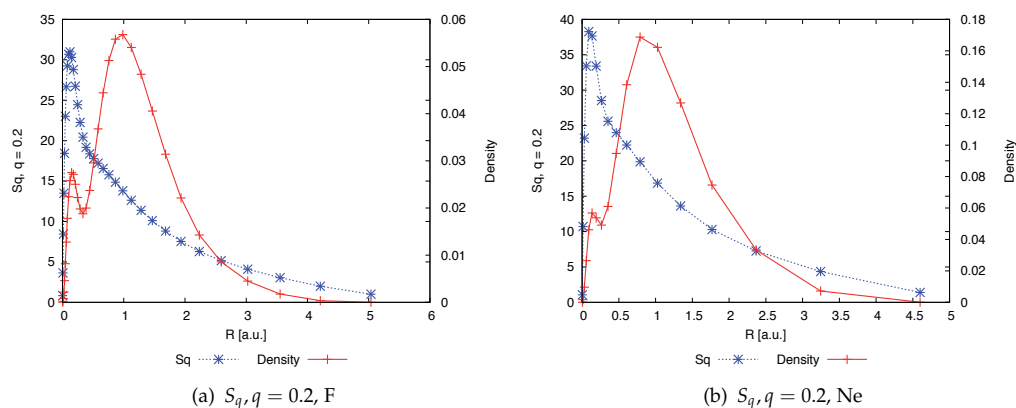 35
30
25
20
15
10
5
0
Sq, q = 0.2
0.06
0.05
0.04
0.03
0.02
0.01
0
Density
0 1 2 3 4 5 6
R [a.u.]
Sq Density
(a) S_q, q = 0.2, F
40
35
30
25
20
15
10
5
0
Sq, q = 0.2
0.18
0.16
0.14
0.12
0.1
0.08
0.06
0.04
0.02
0
Density
0 0.5 1 1.5 2 2.5 3 3.5 4 4.5 5
R [a.u.]
Sq Density
(b) S_q, q = 0.2, Ne